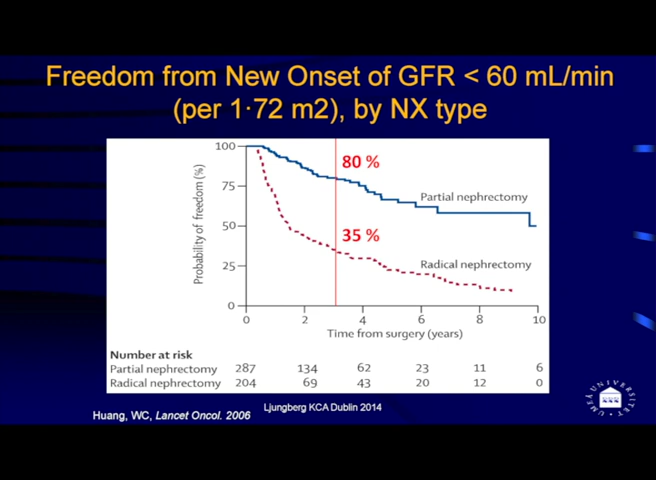 Freedom from New Onset of GFR < 60 mL/min
(per 1·72 m2), by NX type
100
75
50
25
0
Probability of freedom (%)
80 %
35 %
Partial nephrectomy
Radical nephrectomy
0 2 4 6 8 10
Time from surgery (years)
Number at risk
Partial nephrectomy 287 134 62 23 11 6
Radical nephrectomy 204 69 43 20 12 0
Huang, WC, Lancet Oncol. 2006
Ljungberg KCA Dublin 2014
UMEÅ UNIVERSITET